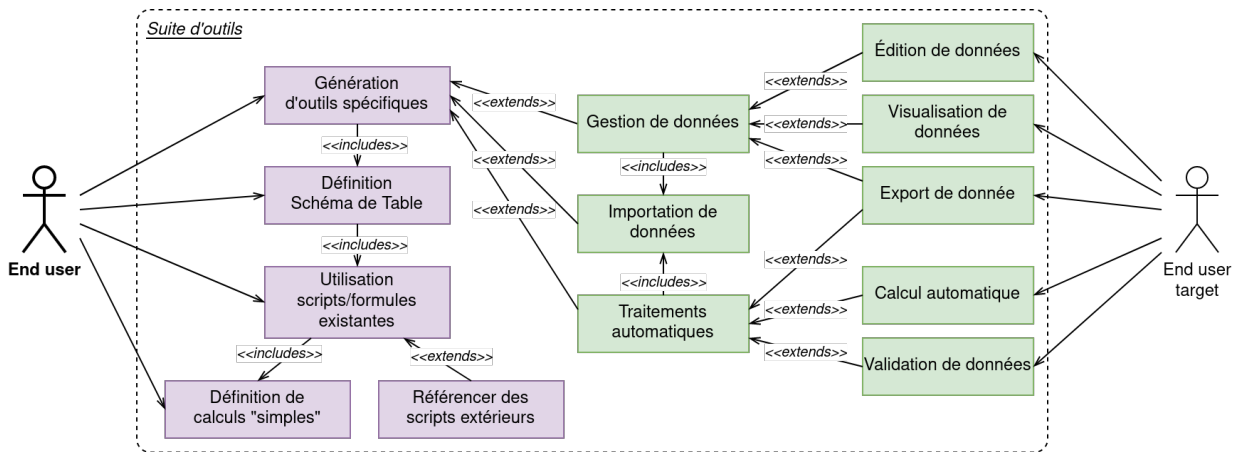 Suite d'outils
End user
Génération
d'outils spécifiques
<<includes>>
Définition
Schéma de Table
<<includes>>
Utilisation
scripts/formules
existantes
<<includes>>
<<extends>>
Définition de
calculs "simples"
Référencer des
scripts extérieurs
<<extends>>
<<extends>>
<<extends>>
Gestion de données
<<includes>>
Importation de
données
<<includes>>
Traitements
automatiques
<<extends>>
<<extends>>
<<extends>>
<<extends>>
<<extends>>
<<extends>>
Édition de données
Visualisation de
données
Export de donnée
Calcul automatique
Validation de données
End user
target